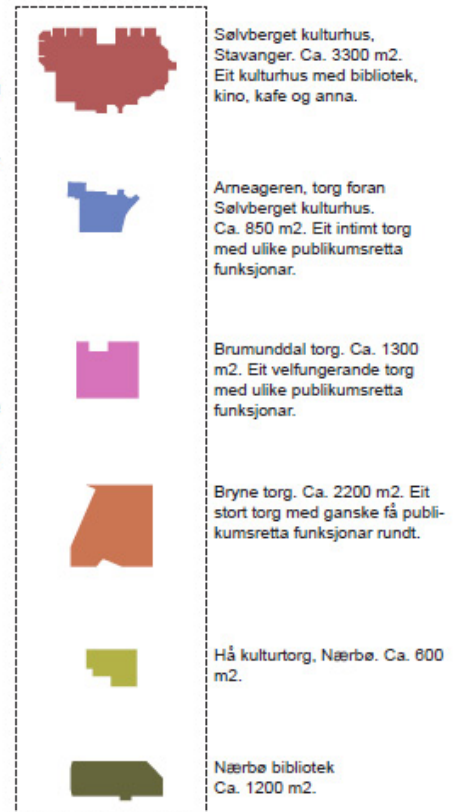 Sølvberget kulturhus,
Stavanger. Ca. 3300 m2.
Eit kulturhus med bibliotek,
kino, kafe og anna.
Arneageren, torg foran
Sølvberget kulturhus.
Ca. 850 m2. Eit intimt torg
med ulike publikumsretta
funksjonar.
Brumunddal torg. Ca. 1300
m2. Eit velfungerande torg
med ulike publikumsretta
funksjonar.
Bryne torg. Ca. 2200 m2. Eit
stort torg med ganske få publi-
kumsretta funksjonar rundt.
Hå kulturtorg, Nærbø. Ca. 600
m2.
Nærbø bibliotek
Ca. 1200 m2.